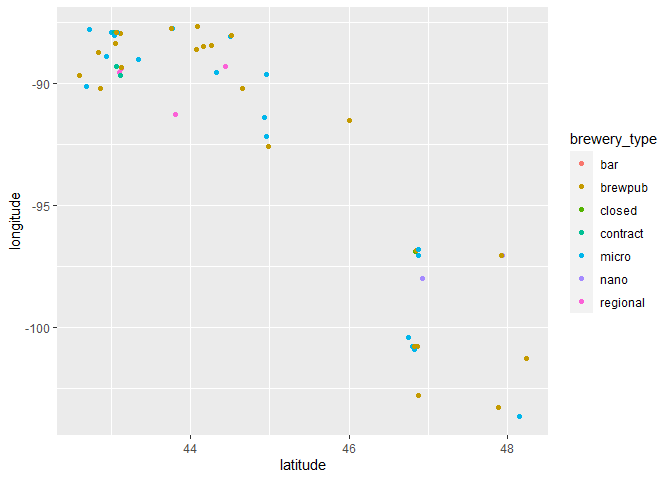 -90
-95
-100
longitude
44
46
48
latitude
brewery_type
bar
brewpub
closed
contract
micro
nano
regional